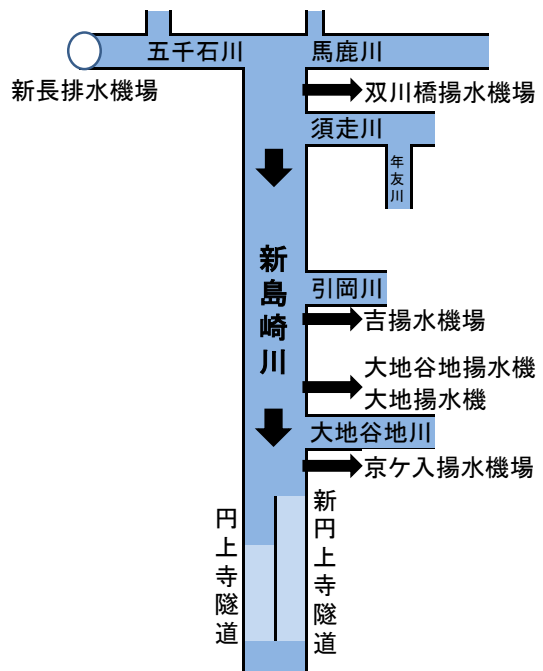 五千石川
馬鹿川
新長排水機場
双川橋揚水機場
須走川
年友川
新島崎川
引岡川
吉揚水機場
大地谷地揚水機
大地揚水機
大地谷地川
京ケ入揚水機場
円上寺隧道
新円上寺隧道